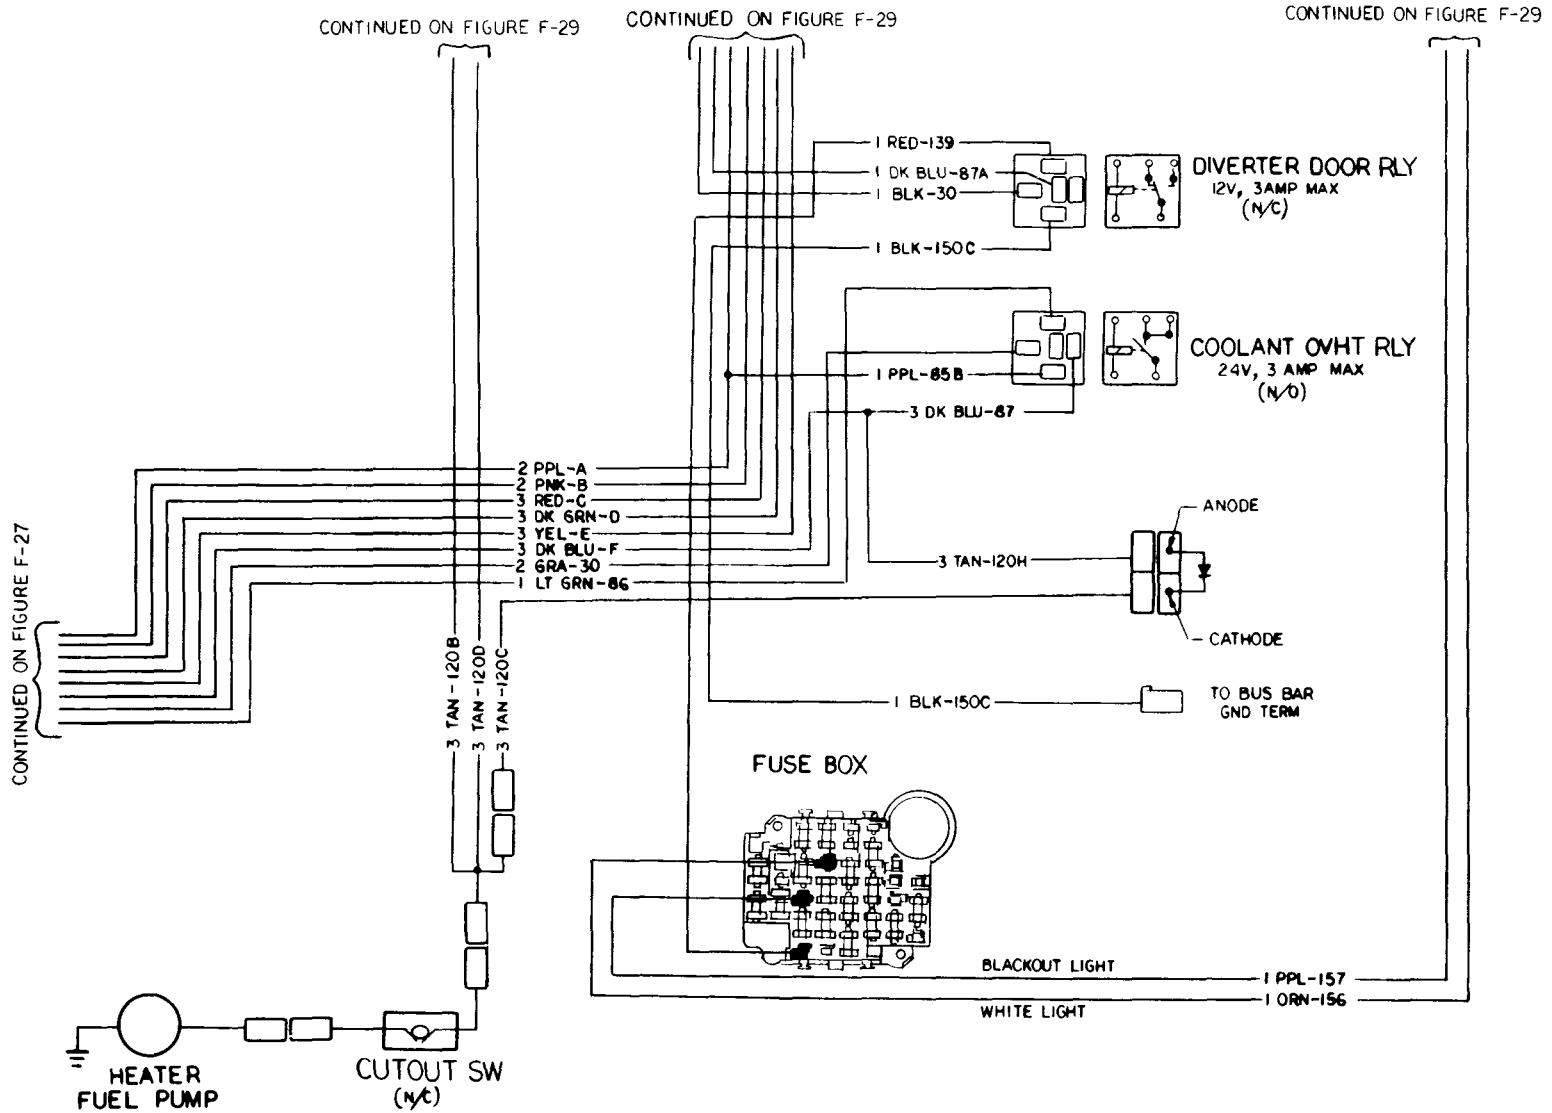 CONTINUED ON FIGURE F-29
CONTINUED ON FIGURE F-29
CONTINUED ON FIGURE F-29
1 RED-139
1 DK BLU-87A
1 BLK-30
DIVERTER DOOR RLY
12V, 3AMP MAX
(N/C)
1 BLK-150C
COOLANT OVHT RLY
24V, 3 AMP MAX
(N/O)
1 PPL-85B
3 DK BLU-87
2 PPL-A
2 PNK-B
3 RED-C
3 DK GRN-D
3 YEL-E
3 DK BLU-F
2 GRA-30
1 LT GRN-86
ANODE
3 TAN-120H
CATHODE
CONTINUED ON FIGURE F-27
3 TAN-120B
3 TAN-120D
3 TAN-120C
1 BLK-150C
TO BUS BAR
GND TERM
FUSE BOX
BLACKOUT LIGHT
1 PPL-157
1 ORN-156
WHITE LIGHT
HEATER
FUEL PUMP
CUTOUT SW
(N/C)